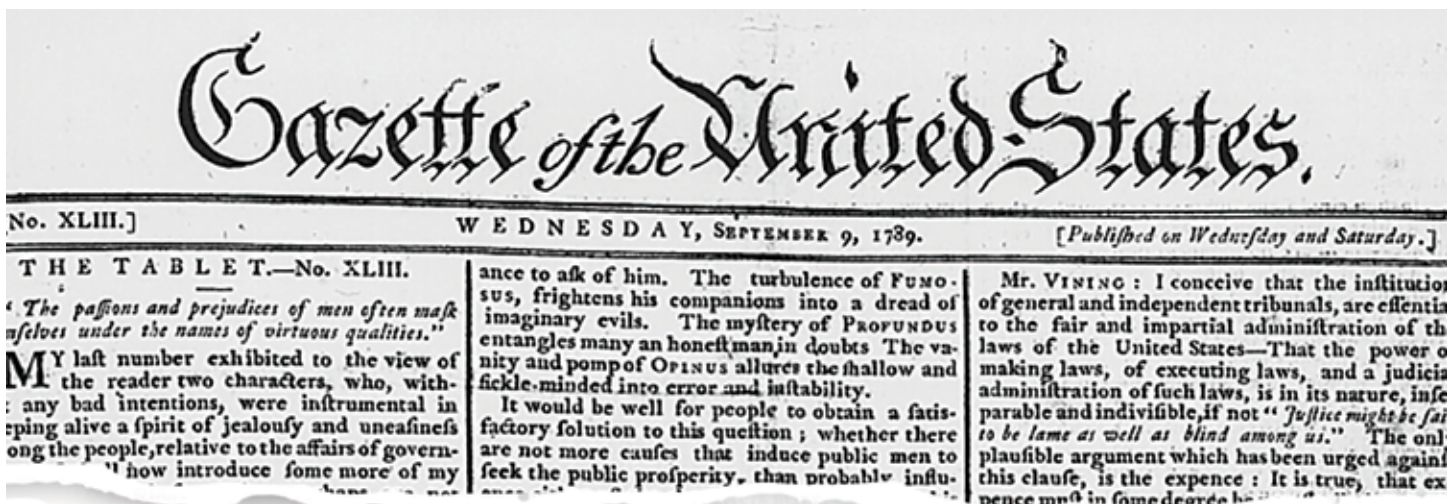 Gazette of the United States.
No. XLIII.]
WEDNESDAY, SEPTEMBER 9, 1789.
[Publiſhed on Wedneſday and Saturday.]
THE TABLET.—No. XLIII.
" The paſſions and prejudices of men often maſk
mſelves under the names of virtuous qualities."
MY laſt number exhibited to the view of
the reader two characters, who, with-
any bad intentions, were inſtrumental in
eping alive a ſpirit of jealouſy and uneaſineſs
ong the people, relative to the affairs of govern-
now introduce ſome more of my
ance to aſk of him. The turbulence of FUMO-
SUS, frightens his companions into a dread of
imaginary evils. The myſtery of PROFUNDUS
entangles many an honeſt man, in doubts The va-
nity and pomp of OPINUS allures the ſhallow and
fickle-minded into error and inſtability.
It would be well for people to obtain a ſatis-
factory ſolution to this queſtion ; whether there
are not more cauſes that induce public men to
ſeek the public proſperity, than probably influ-
Mr. VINING : I conceive that the inſtitution
of general and independent tribunals, are eſſentia
to the fair and impartial adminiſtration of th
laws of the United States—That the power o
making laws, of executing laws, and a judicia
adminiſtration of ſuch laws, is in its nature, inſe
parable and indiviſible, if not " Juſtice might be ſai
to be lame as well as blind among us." The onl
plauſible argument which has been urged againſ
this clauſe, is the expence : It is true, that ex
pence muſt in ſome degree be